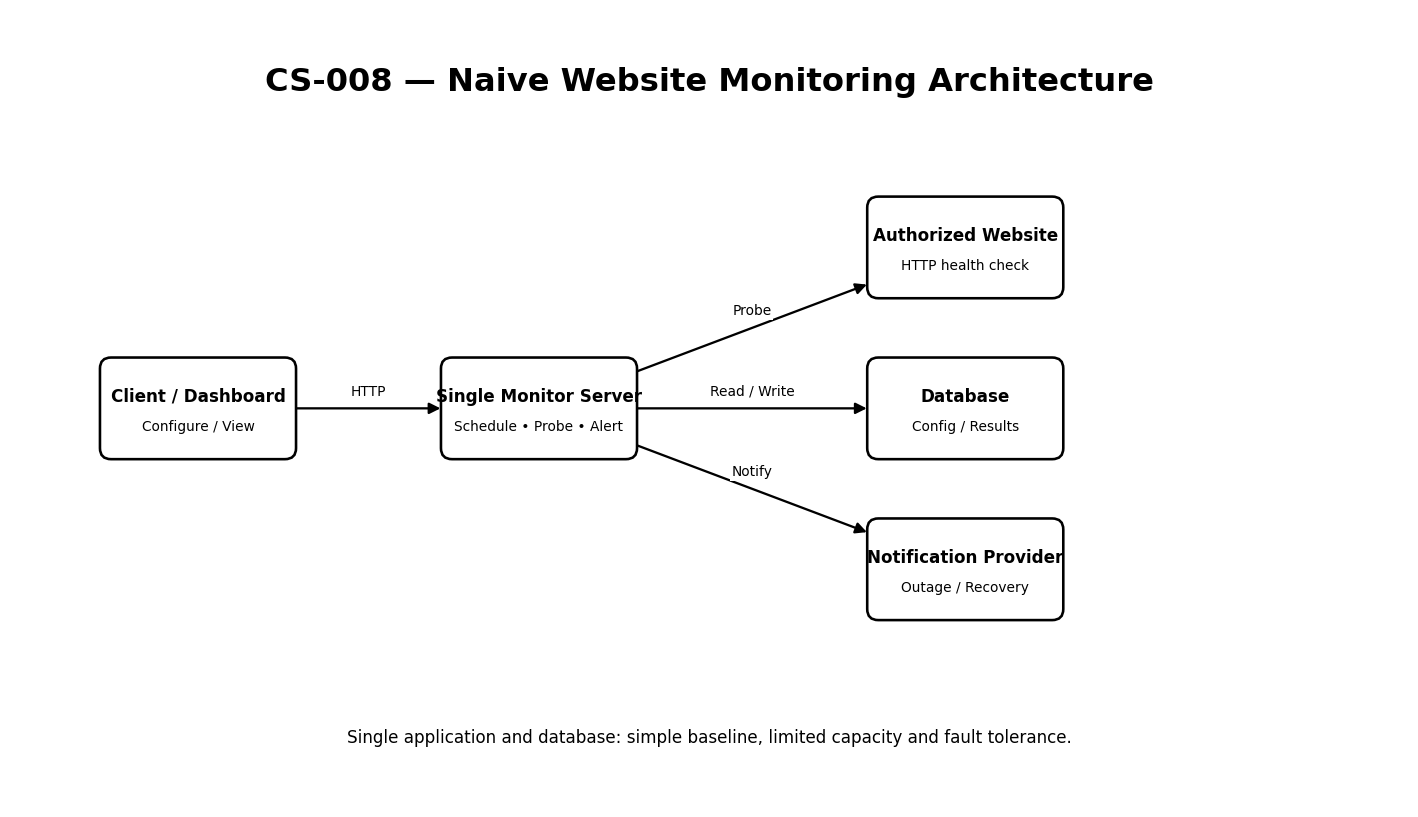 CS-008 — Naive Website Monitoring Architecture
Authorized Website
HTTP health check
Probe
Client / Dashboard
Configure / View
HTTP
Single Monitor Server
Schedule • Probe • Alert
Read / Write
Database
Config / Results
Notify
Notification Provider
Outage / Recovery
Single application and database: simple baseline, limited capacity and fault tolerance.